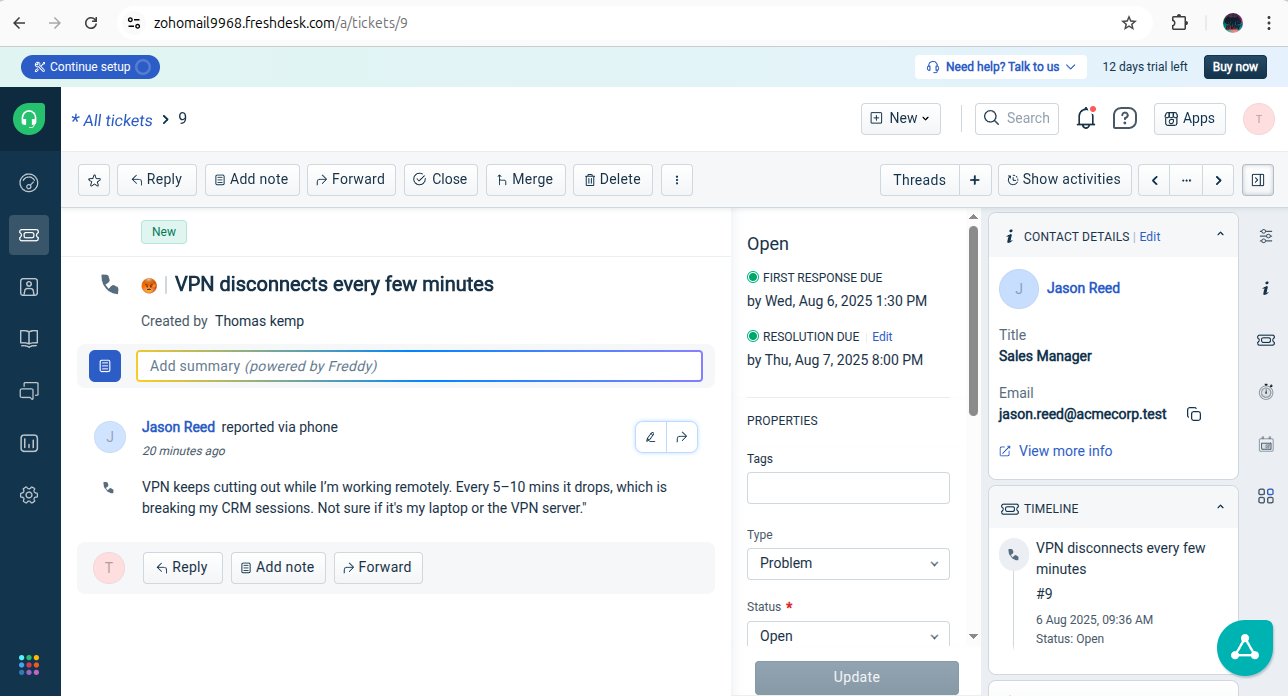 zohomail9968.freshdesk.com/a/tickets/9
Continue setup
Need help? Talk to us
12 days trial left
Buy now
* All tickets > 9
New
Search
Apps
T
Reply
Add note
Forward
Close
Merge
Delete
Threads
+
Show activities
New
VPN disconnects every few minutes
Created by Thomas kemp
Add summary (powered by Freddy)
J
Jason Reed reported via phone
20 minutes ago
VPN keeps cutting out while I’m working remotely. Every 5–10 mins it drops, which is
breaking my CRM sessions. Not sure if it's my laptop or the VPN server."
T
Reply
Add note
Forward
Open
FIRST RESPONSE DUE
by Wed, Aug 6, 2025 1:30 PM
RESOLUTION DUE | Edit
by Thu, Aug 7, 2025 8:00 PM
PROPERTIES
Tags
Type
Problem
Status *
Open
Update
CONTACT DETAILS | Edit
J
Jason Reed
Title
Sales Manager
Email
jason.reed@acmecorp.test
View more info
TIMELINE
VPN disconnects every few
minutes
#9
6 Aug 2025, 09:36 AM
Status: Open